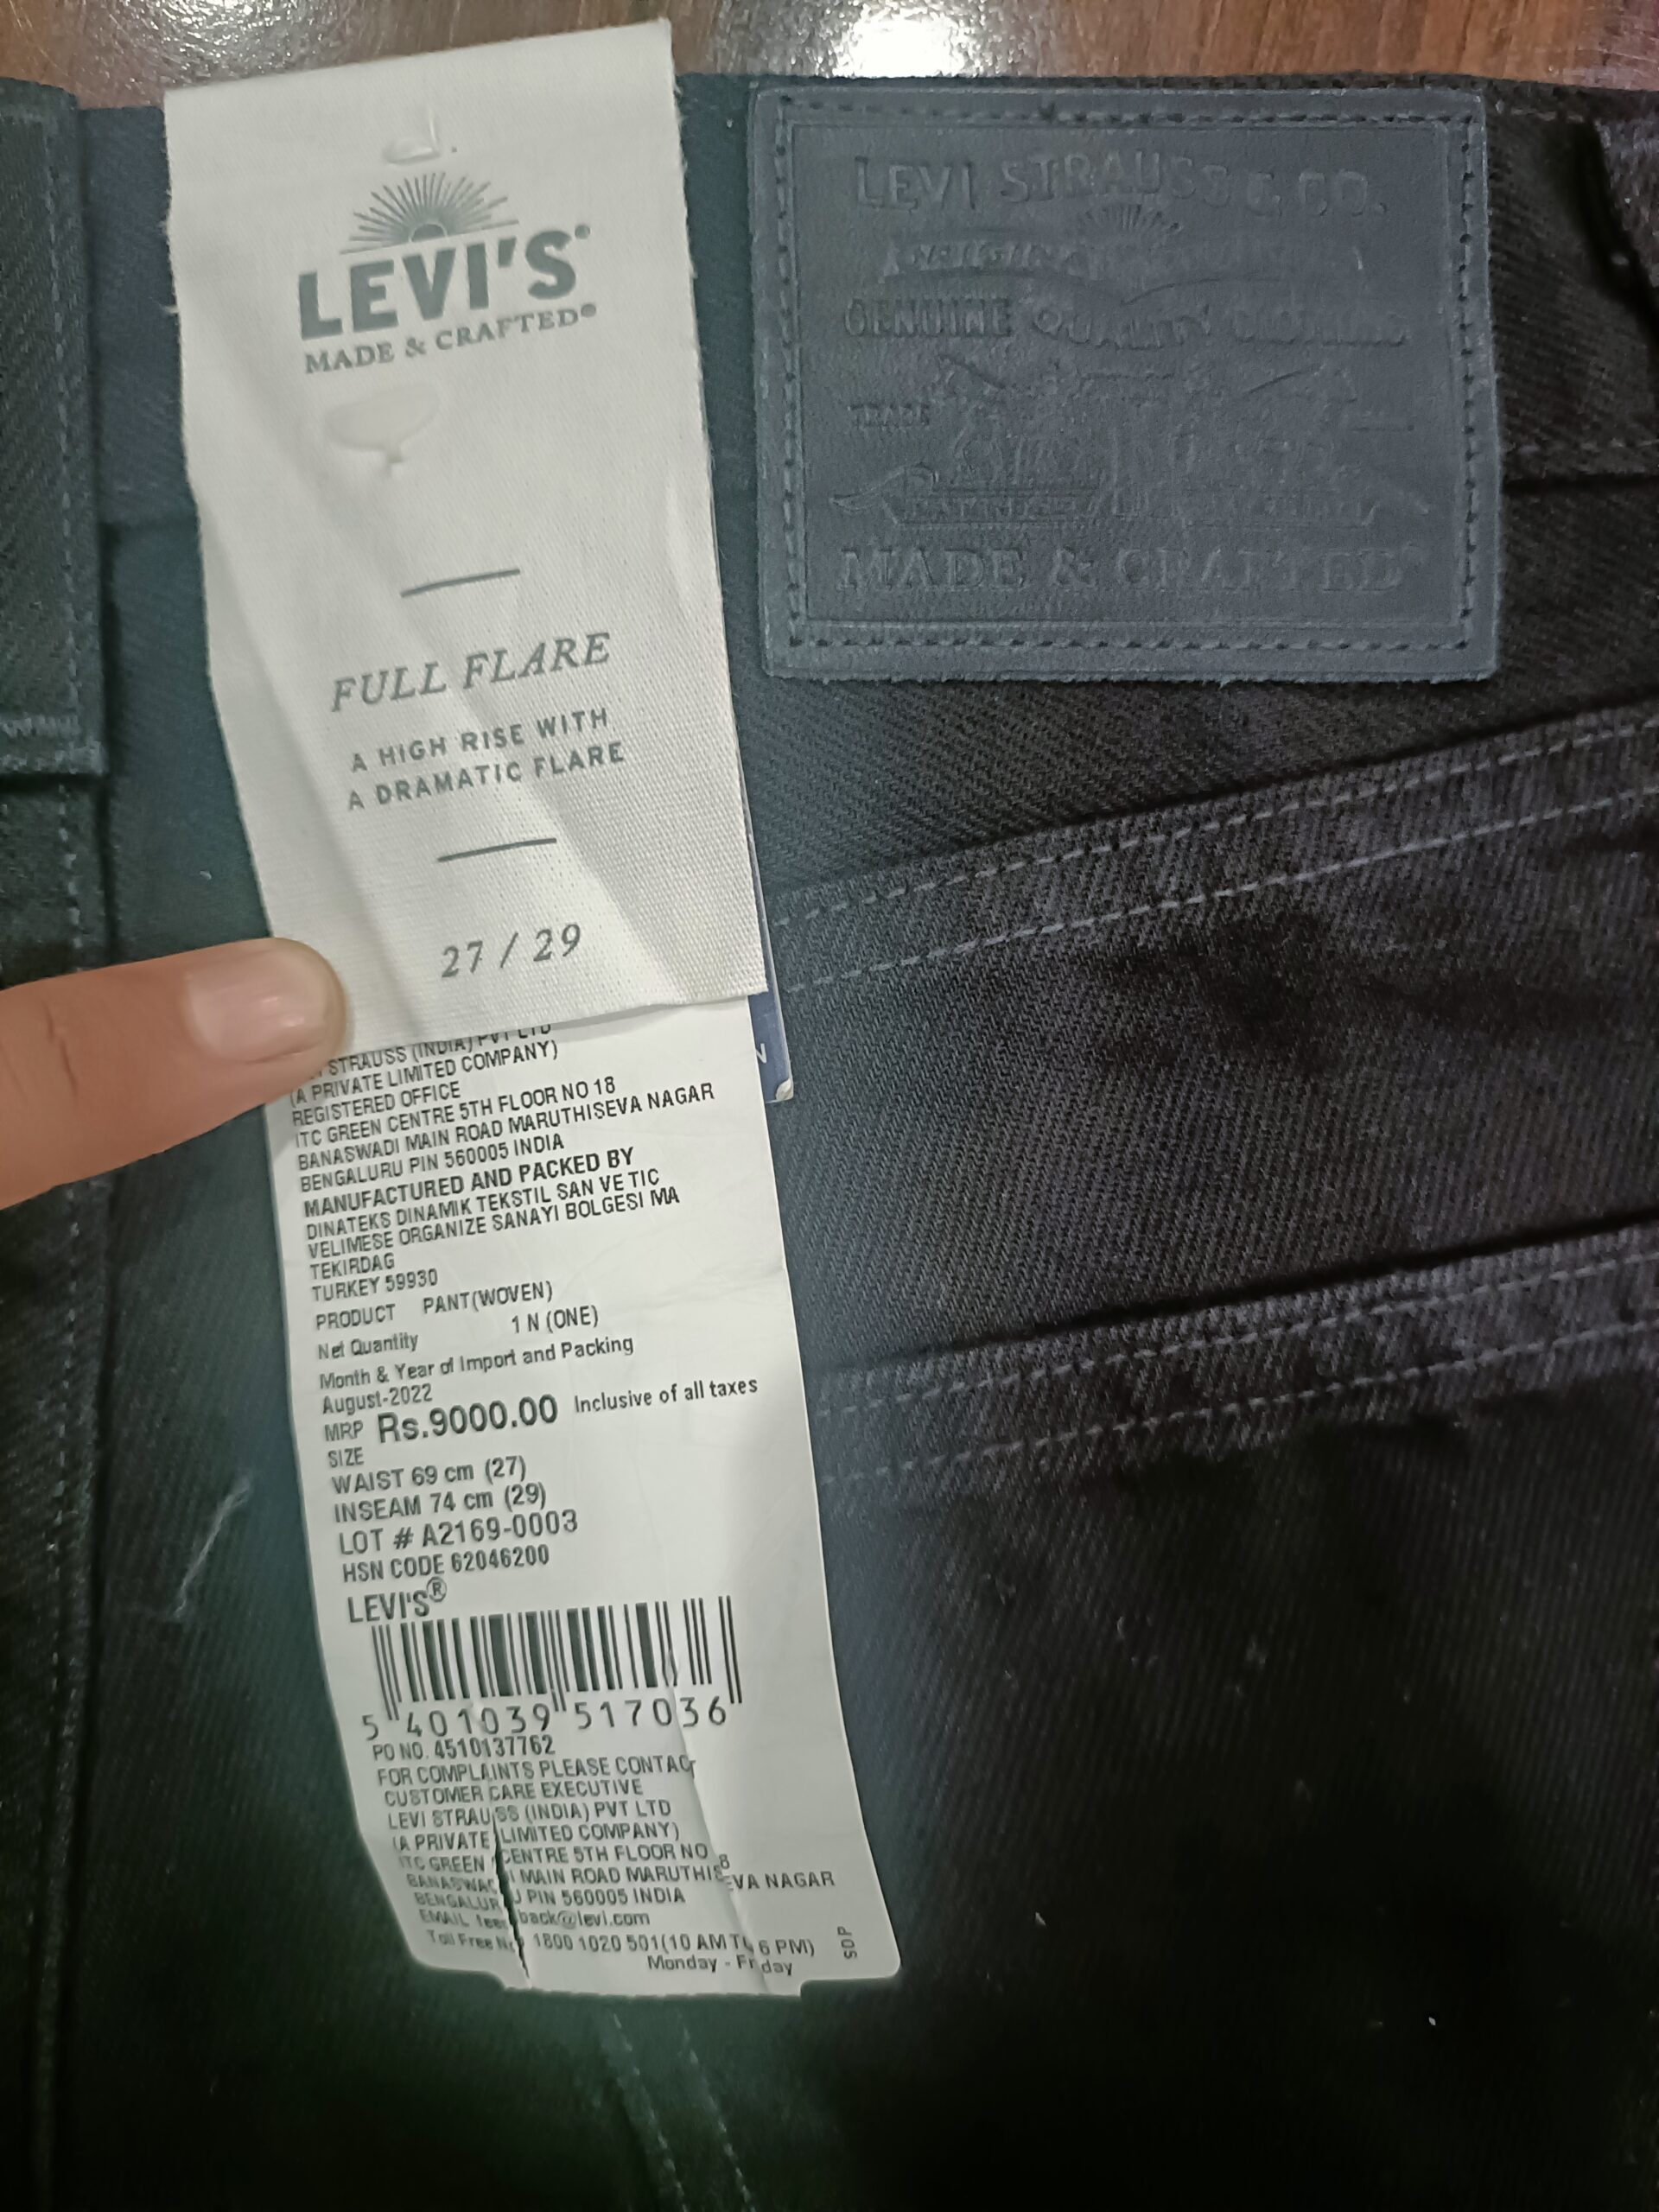 LEVI'S
MADE & CRAFTED®
FULL FLARE
A HIGH RISE WITH
A DRAMATIC FLARE
27 / 29
STRAUSS (INDIA) PVT LTD
(A PRIVATE LIMITED COMPANY)
REGISTERED OFFICE
ITC GREEN CENTRE 5TH FLOOR NO 18
BANASWADI MAIN ROAD MARUTHISEVA NAGAR
BENGALURU PIN 560005 INDIA
MANUFACTURED AND PACKED BY
DINATEKS DINAMIK TEKSTIL SAN VE TIC
VELIMESE ORGANIZE SANAYI BOLGESI MA
TEKIRDAG
TURKEY 59930
PRODUCT PANT(WOVEN)
Net Quantity 1 N (ONE)
Month & Year of Import and Packing
August-2022
MRP Rs.9000.00 Inclusive of all taxes
SIZE
WAIST 69 cm (27)
INSEAM 74 cm (29)
LOT # A2169-0003
HSN CODE 62046200
LEVI'S®
5 401039 517036
PO NO. 4510137762
FOR COMPLAINTS PLEASE CONTACT
CUSTOMER CARE EXECUTIVE
LEVI STRAUSS (INDIA) PVT LTD
(A PRIVATE LIMITED COMPANY)
ITC GREEN CENTRE 5TH FLOOR NO 8
BANASWADI MAIN ROAD MARUTHISEVA NAGAR
BENGALURU PIN 560005 INDIA
EMAIL feedback@levi.com
Toll Free No 1800 1020 501(10 AM TO 6 PM)
Monday - Friday
SDP
LEVI STRAUSS & CO.
GENUINE QUALITY
TRADE
MADE & CRAFTED®